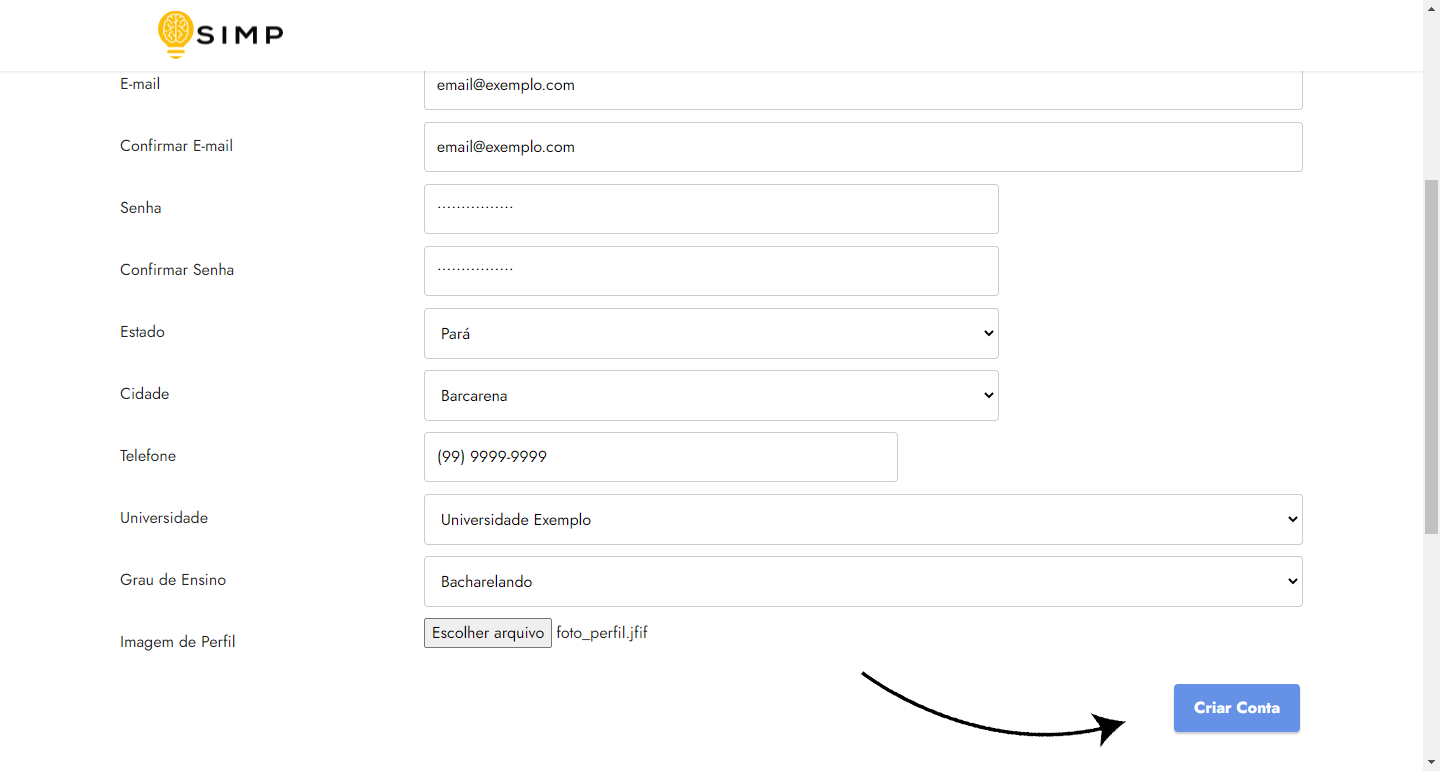 SIMP
E-mail
email@exemplo.com
Confirmar E-mail
email@exemplo.com
Senha
................
Confirmar Senha
................
Estado
Pará
Cidade
Barcarena
Telefone
(99) 9999-9999
Universidade
Universidade Exemplo
Grau de Ensino
Bacharelando
Imagem de Perfil
Escolher arquivo foto_perfil.jfif
Criar Conta